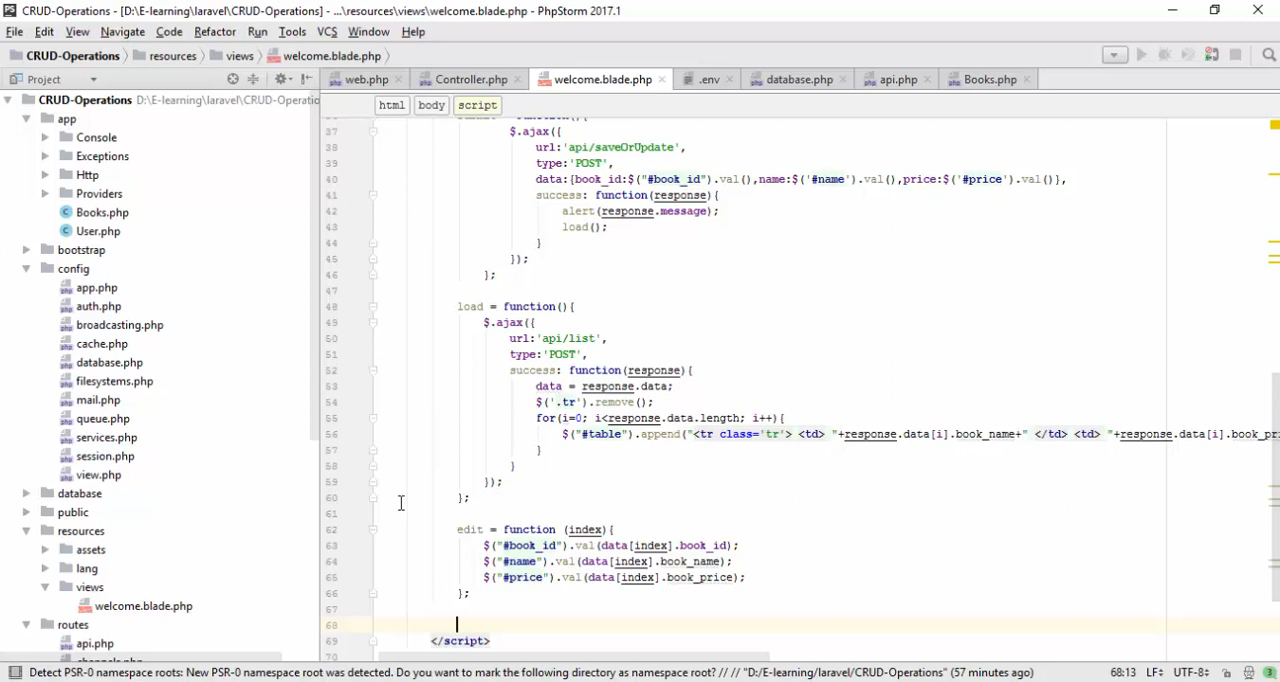 CRUD-Operations - [D:\E-learning\laravel\CRUD-Operations] - ...\resources\views\welcome.blade.php - PhpStorm 2017.1
File Edit View Navigate Code Refactor Run Tools VCS Window Help
CRUD-Operations resources views welcome.blade.php
Project web.php Controller.php welcome.blade.php .env database.php api.php Books.php
CRUD-Operations D:\E-learning\laravel\CRUD-Operatio
app
Console
Exceptions
Http
Providers
Books.php
User.php
bootstrap
config
app.php
auth.php
broadcasting.php
cache.php
database.php
filesystems.php
mail.php
queue.php
services.php
session.php
view.php
database
public
resources
assets
lang
views
welcome.blade.php
routes
api.php
html body script
37 $.ajax({
38 url:'api/saveOrUpdate',
39 type:'POST',
40 data:{book_id:$("#book_id").val(),name:$('#name').val(),price:$('#price').val()},
41 success: function(response){
42 alert(response.message);
43 load();
44 }
45 });
46 };
47
48 load = function(){
49 $.ajax({
50 url:'api/list',
51 type:'POST',
52 success: function(response){
53 data = response.data;
54 $('.tr').remove();
55 for(i=0; i<response.data.length; i++){
56 $("#table").append("<tr class='tr'> <td> "+response.data[i].book_name+" </td> <td> "+response.data[i].book_pri
57 }
58 }
59 });
60 };
61
62 edit = function (index){
63 $("#book_id").val(data[index].book_id);
64 $("#name").val(data[index].book_name);
65 $("#price").val(data[index].book_price);
66 };
67
68
69 </script>
70
Detect PSR-0 namespace roots: New PSR-0 namespace root was detected. Do you want to mark the following directory as namespace root? // // "D:/E-learning/laravel/CRUD-Operations" (57 minutes ago) 68:13 LF÷ UTF-8÷ 3